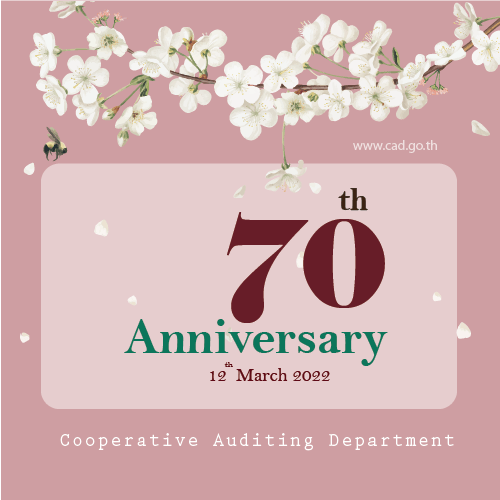 www.cad.go.th
70th
Anniversary
12th March 2022
Cooperative Auditing Department